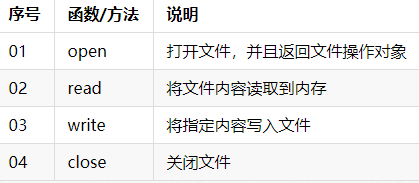 序号 函数/方法 说明
01 open 打开文件，并且返回文件操作对象
02 read 将文件内容读取到内存
03 write 将指定内容写入文件
04 close 关闭文件